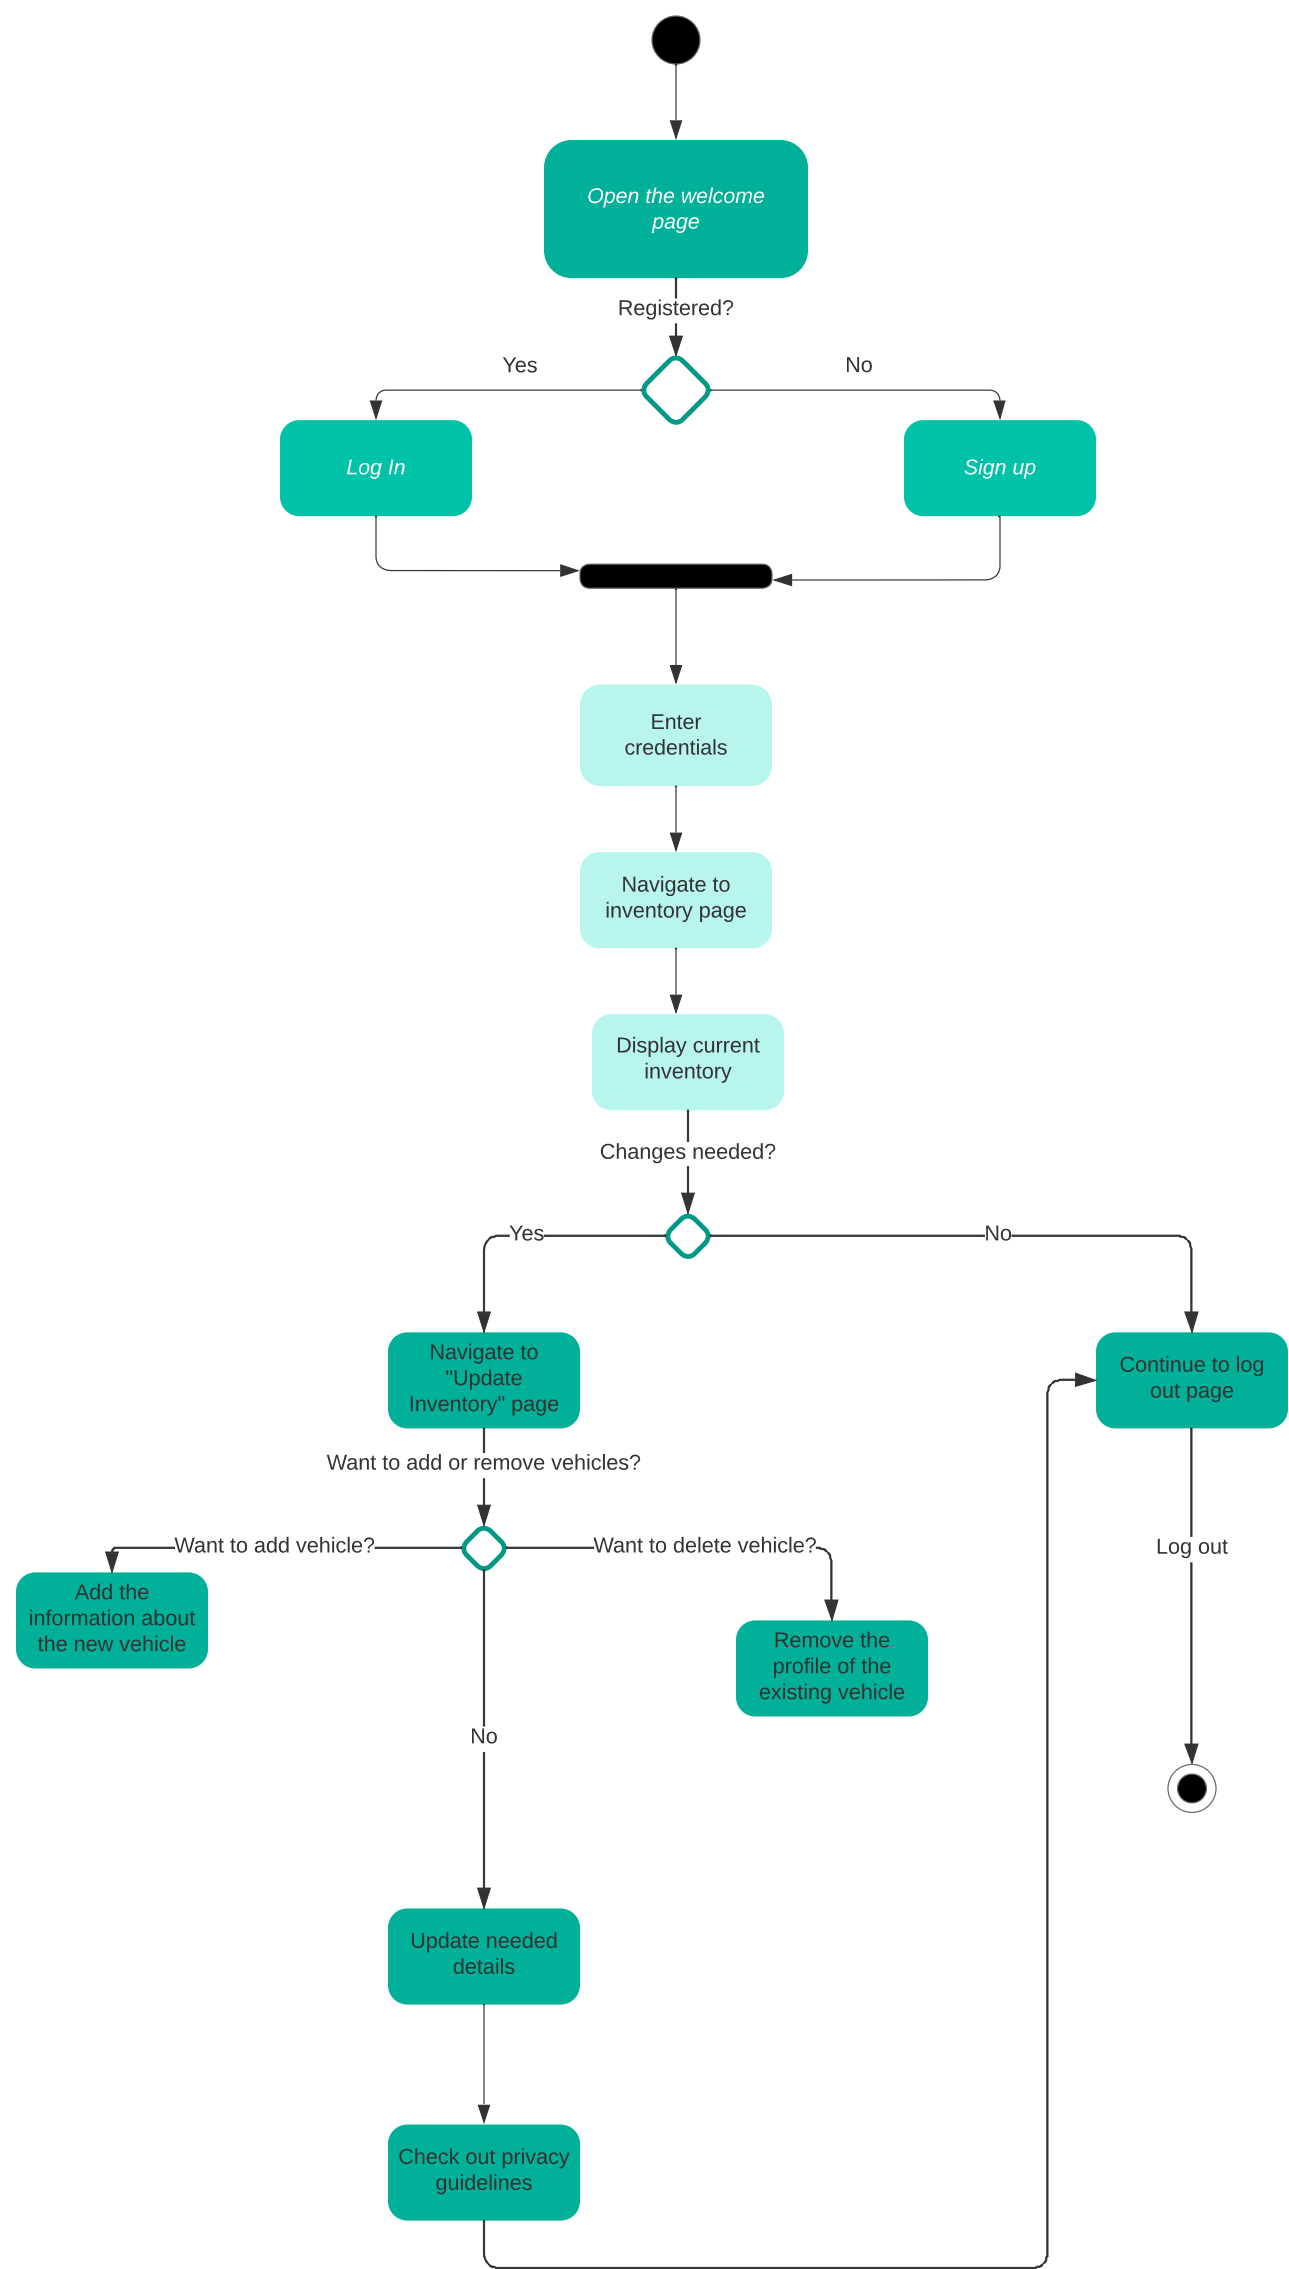 Open the welcome
page
Registered?
Yes
No
Log In
Sign up
Enter
credentials
Navigate to
inventory page
Display current
inventory
Changes needed?
Yes
No
Navigate to
"Update
Inventory" page
Continue to log
out page
Want to add or remove vehicles?
Want to add vehicle?
Want to delete vehicle?
Log out
Add the
information about
the new vehicle
Remove the
profile of the
existing vehicle
No
Update needed
details
Check out privacy
guidelines